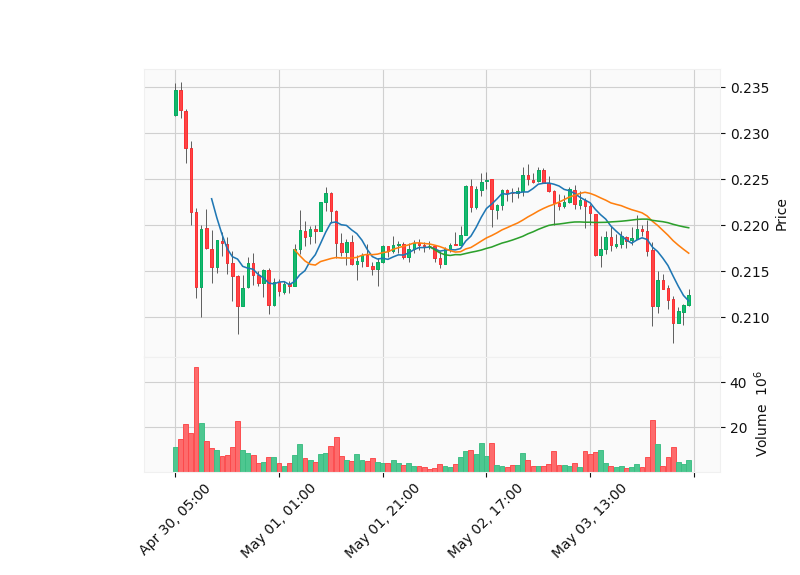 0.235
0.230
0.225
0.220
0.215
0.210
Price
40
20
Volume 10^6
Apr 30, 05:00
May 01, 01:00
May 01, 21:00
May 02, 17:00
May 03, 13:00